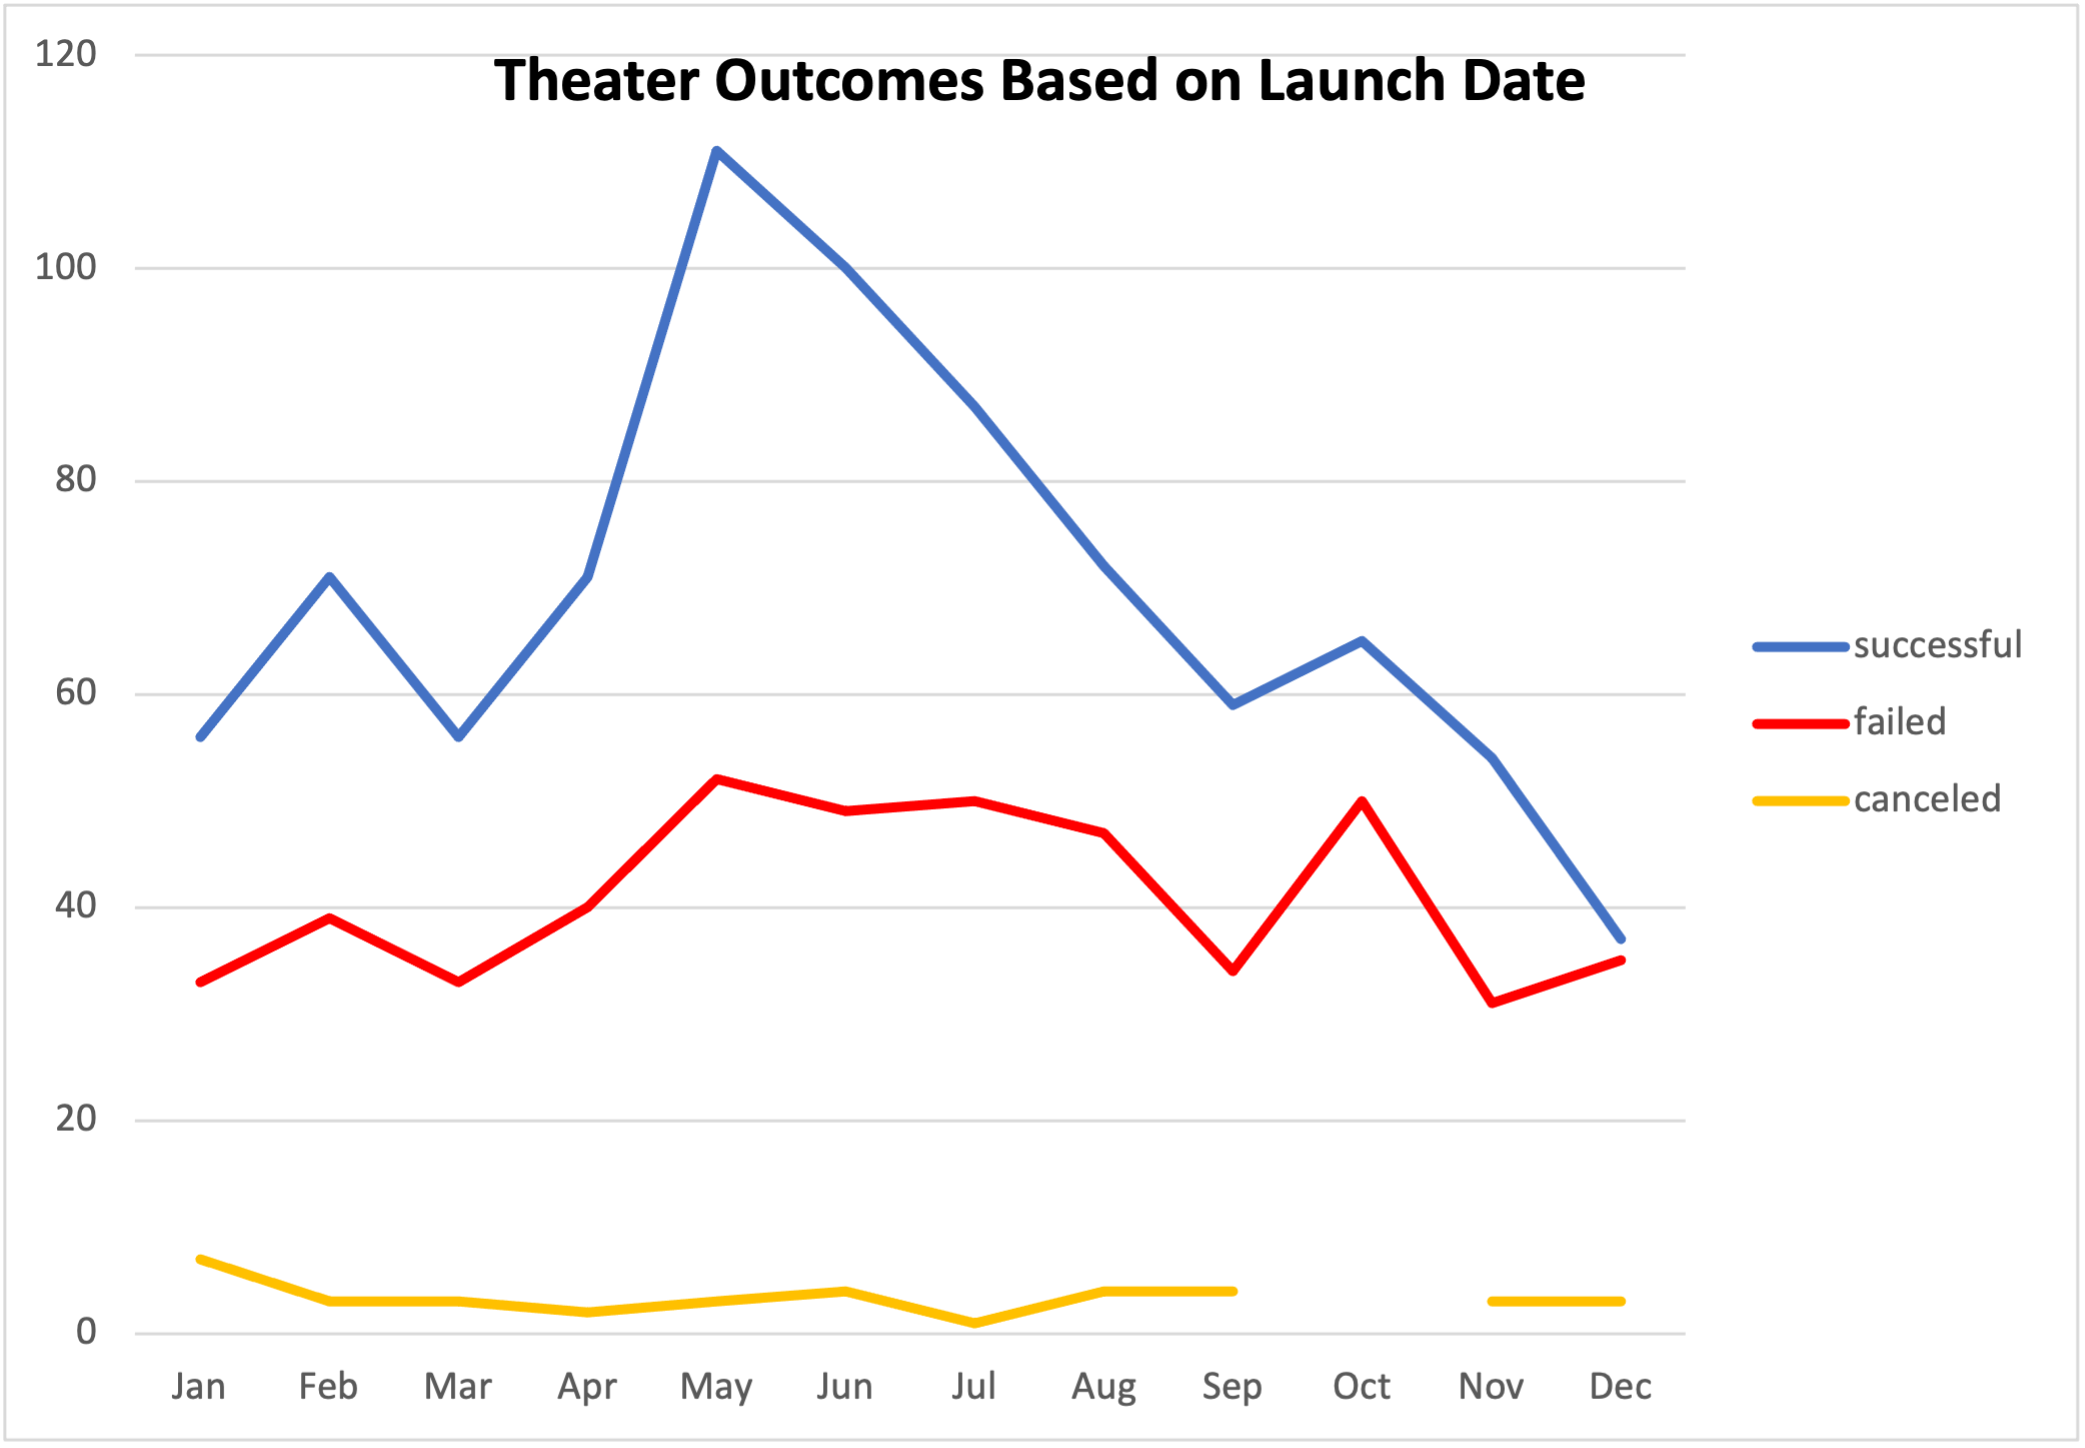 Theater Outcomes Based on Launch Date
120
100
80
60
40
20
0
Jan Feb Mar Apr May Jun Jul Aug Sep Oct Nov Dec
successful
failed
canceled